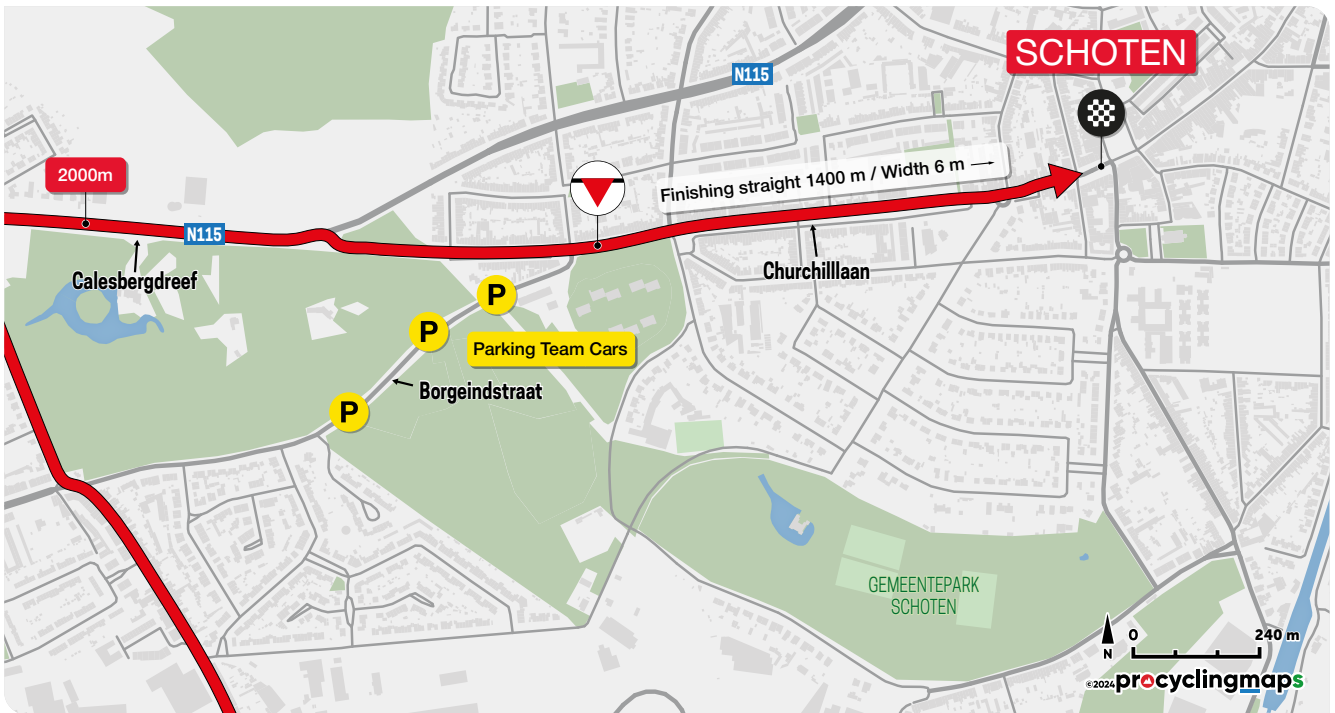 SCHOTEN
N115
2000m
Finishing straight 1400 m / Width 6 m
N115
Calesbergdreef
Churchilllaan
P
P
Parking Team Cars
Borgeindstraat
P
GEMEENTEPARK
SCHOTEN
N
0 240 m
©2024 procyclingmaps